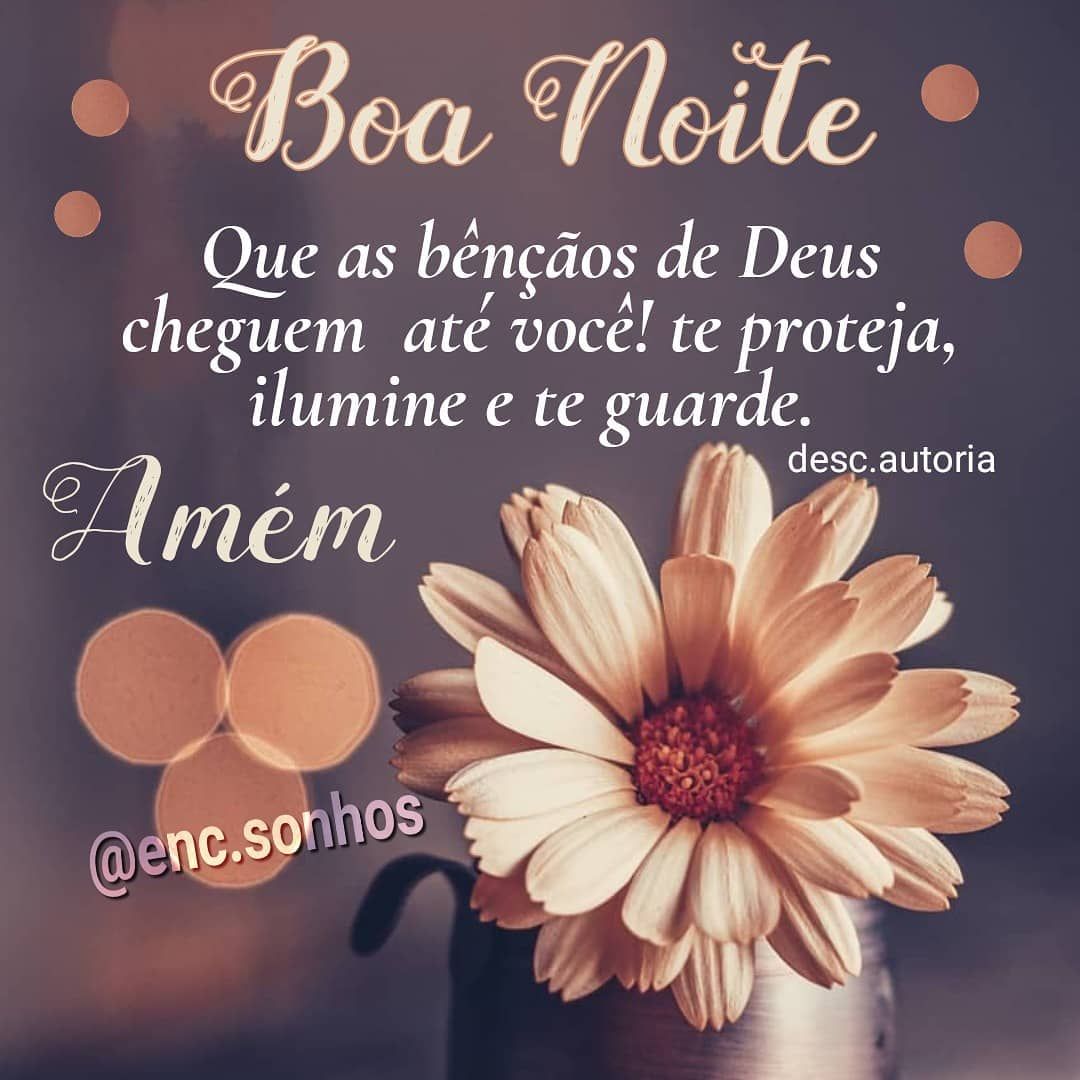 Boa Noite
Que as bênçãos de Deus
cheguem até você! te proteja,
ilumine e te guarde.
desc.autoria
Amém
@enc.sonhos